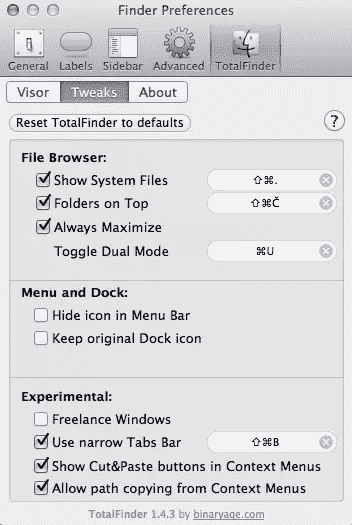 Finder Preferences
General Labels Sidebar Advanced TotalFinder
Visor Tweaks About
Reset TotalFinder to defaults ?
File Browser:
Show System Files ⇧⌘.
Folders on Top ⇧⌘Č
Always Maximize
Toggle Dual Mode ⌘U
Menu and Dock:
Hide icon in Menu Bar
Keep original Dock icon
Experimental:
Freelance Windows
Use narrow Tabs Bar ⇧⌘B
Show Cut&Paste buttons in Context Menus
Allow path copying from Context Menus
TotalFinder 1.4.3 by binaryage.com